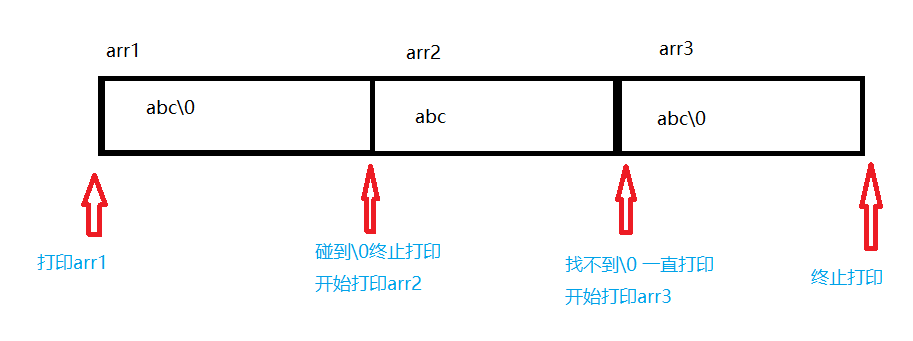 arr1
arr2
arr3
abc\0
abc
abc\0
打印arr1
碰到\0终止打印
开始打印arr2
找不到\0 一直打印
开始打印arr3
终止打印